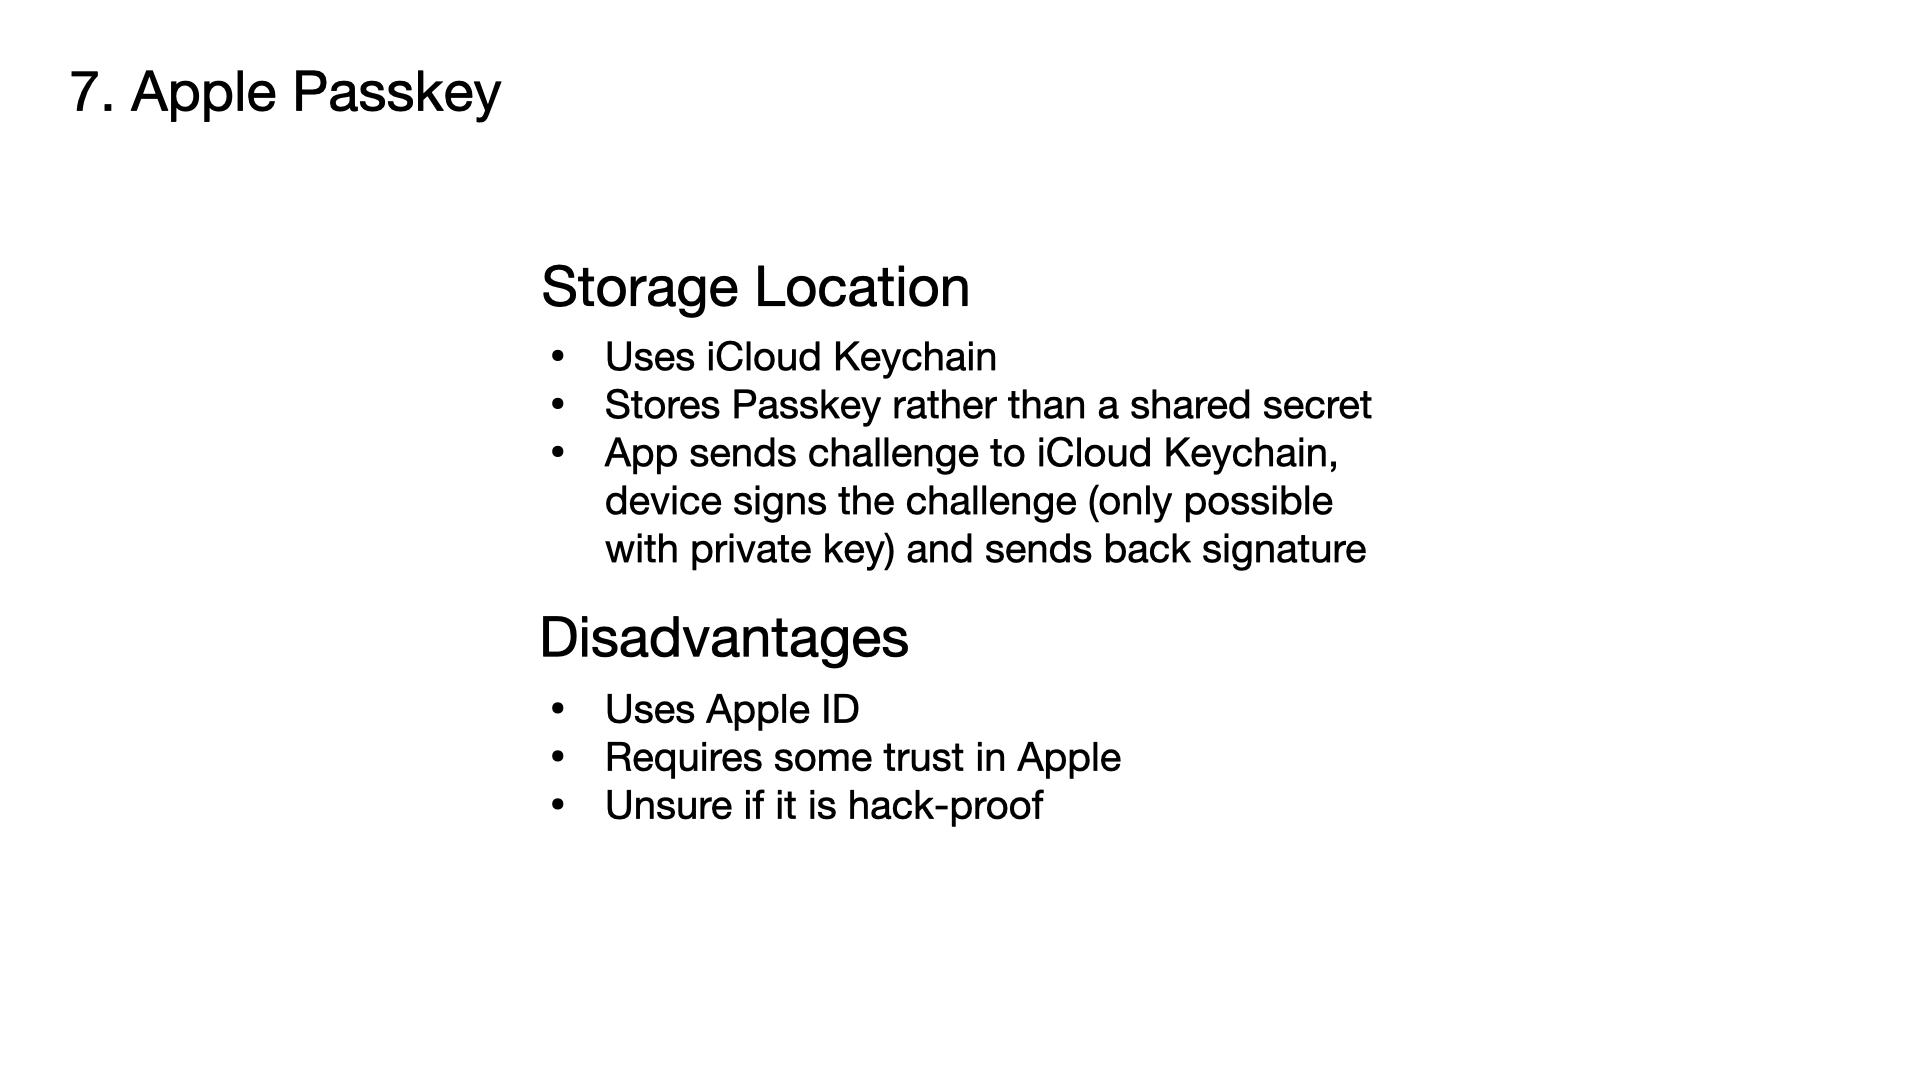 7. Apple Passkey
Storage Location
• Uses iCloud Keychain
• Stores Passkey rather than a shared secret
• App sends challenge to iCloud Keychain,
device signs the challenge (only possible
with private key) and sends back signature
Disadvantages
• Uses Apple ID
• Requires some trust in Apple
• Unsure if it is hack-proof